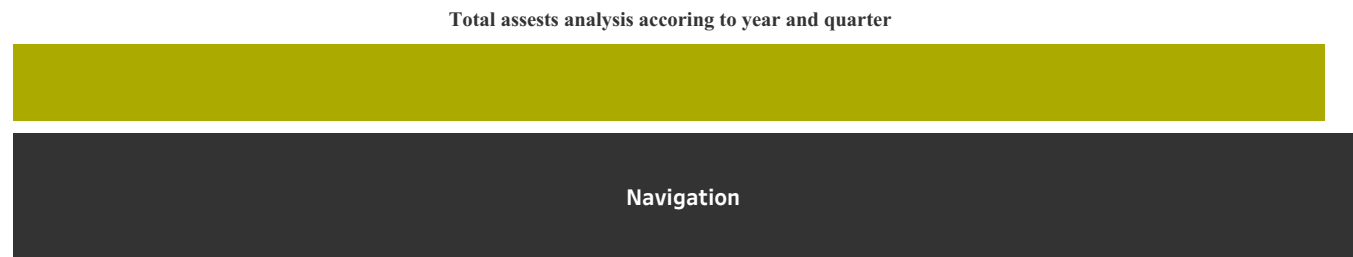 Total assests analysis accoring to year and quarter
Navigation